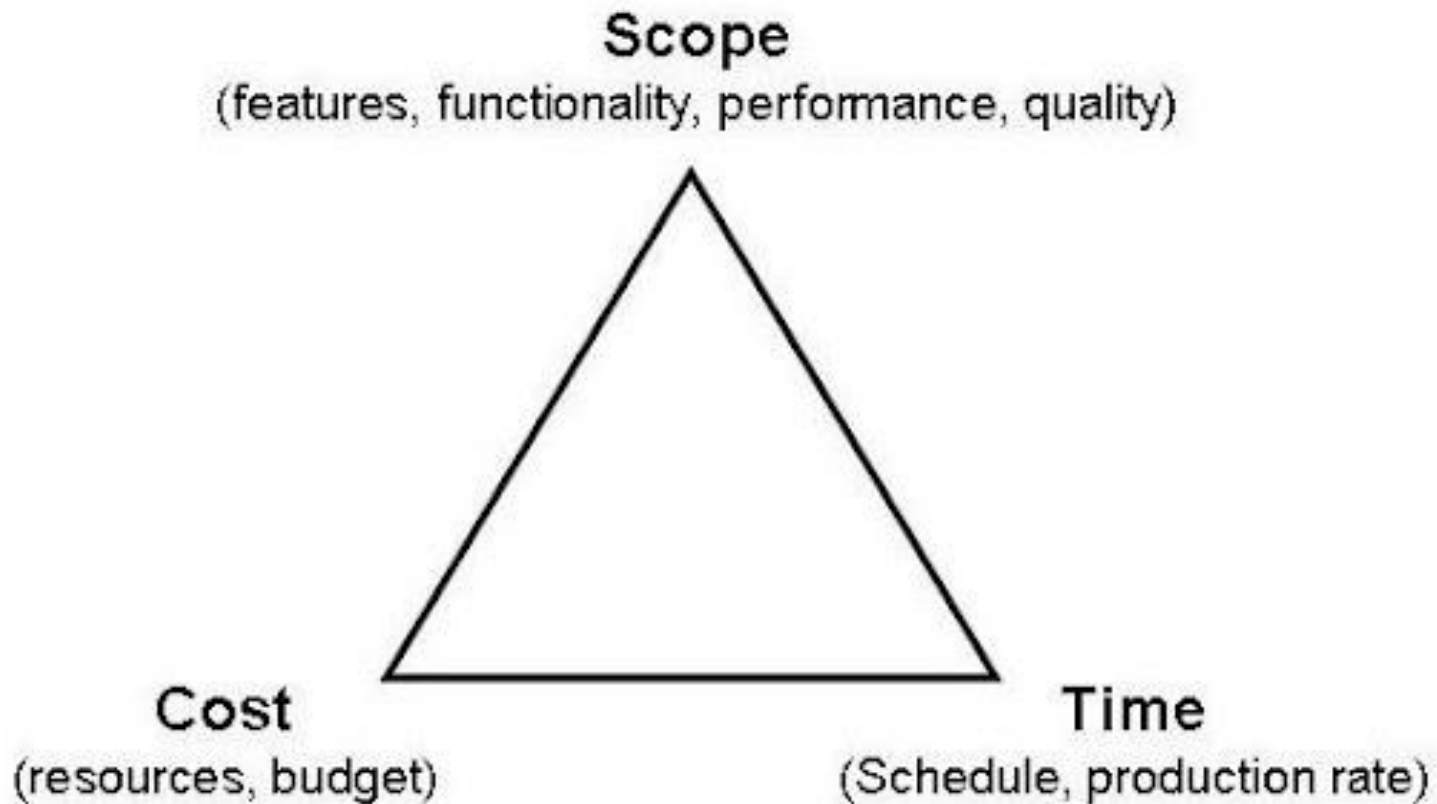 Scope
(features, functionality, performance, quality)
Cost
(resources, budget)
Time
(Schedule, production rate)